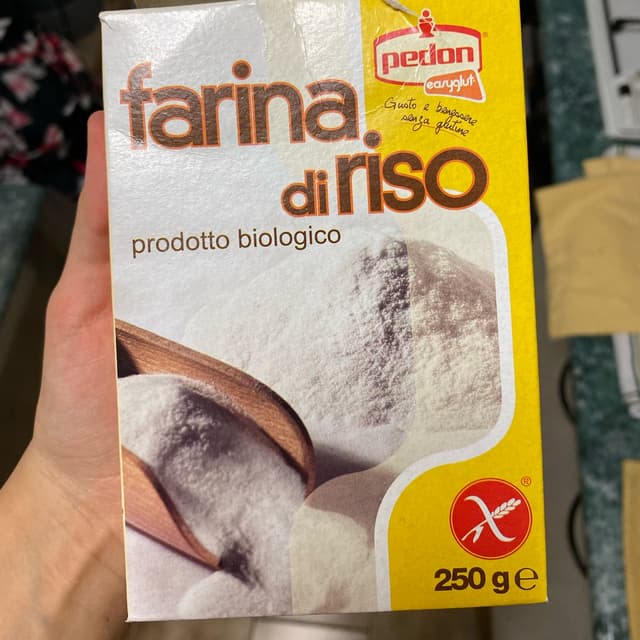 pedon
easyglut
farina
Gusto e benessere
senza glutine
di riso
prodotto biologico
®
250 g e